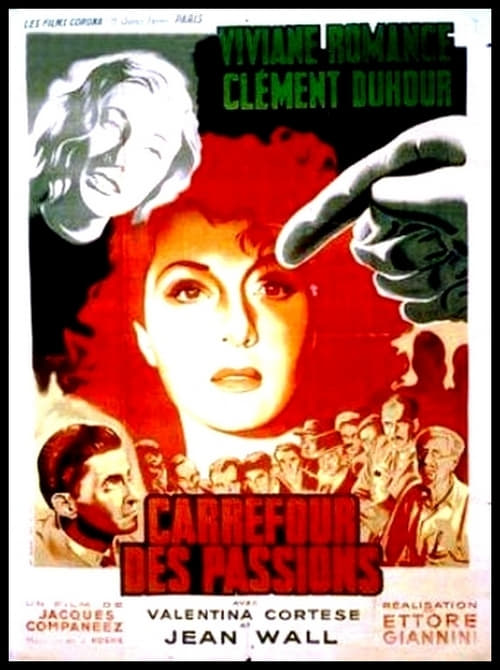 LES FILMS CORONA
PARIS
VIVIANE ROMANCE
CLÉMENT DUHOUR
CARREFOUR
DES PASSIONS
UN FILM DE
JACQUES
COMPANEEZ
AVEC
VALENTINA CORTESE
ET
JEAN WALL
RÉALISATION
ETTORE
GIANNINI